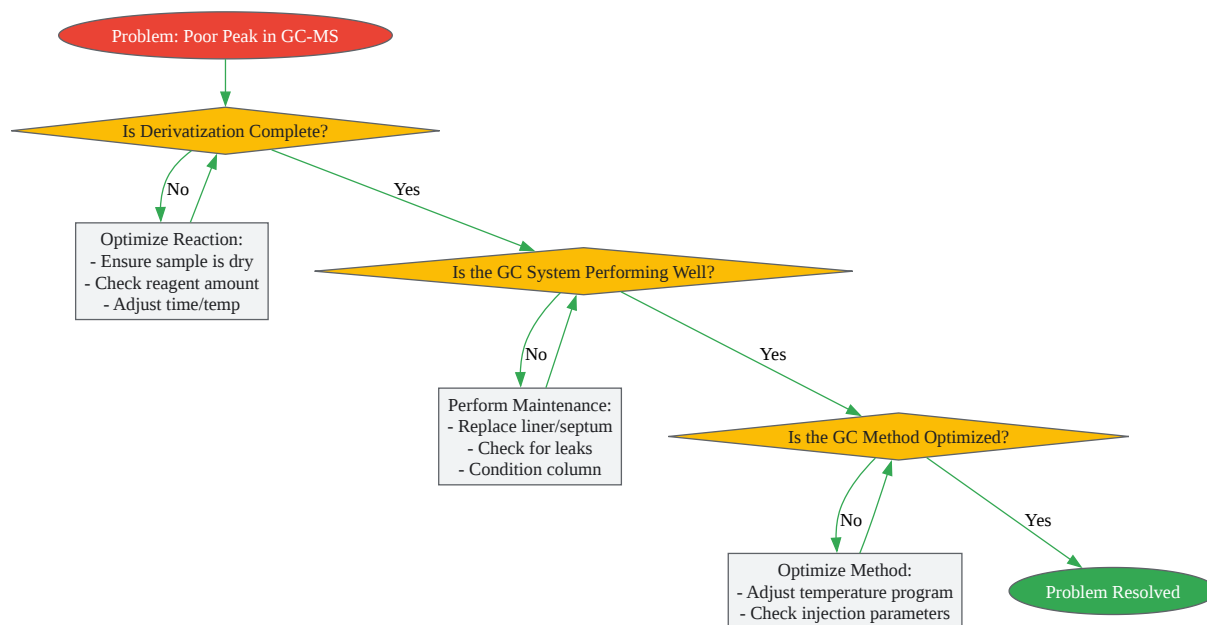 Problem: Poor Peak in GC-MS
Is Derivatization Complete?
No
Yes
Optimize Reaction:
- Ensure sample is dry
- Check reagent amount
- Adjust time/temp
Is the GC System Performing Well?
No
Yes
Perform Maintenance:
- Replace liner/septum
- Check for leaks
- Condition column
Is the GC Method Optimized?
No
Yes
Optimize Method:
- Adjust temperature program
- Check injection parameters
Problem Resolved